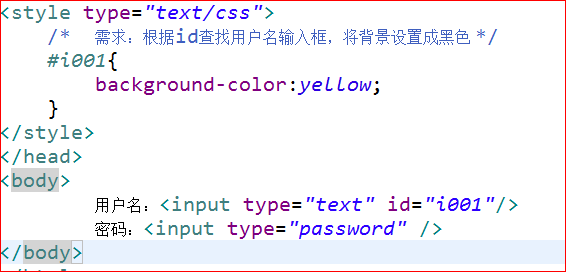 <style type="text/css">
/* 需求：根据id查找用户名输入框，将背景设置成黑色 */
#i001{
background-color:yellow;
}
</style>
</head>
<body>
用户名：<input type="text" id="i001"/>
密码：<input type="password" />
</body>